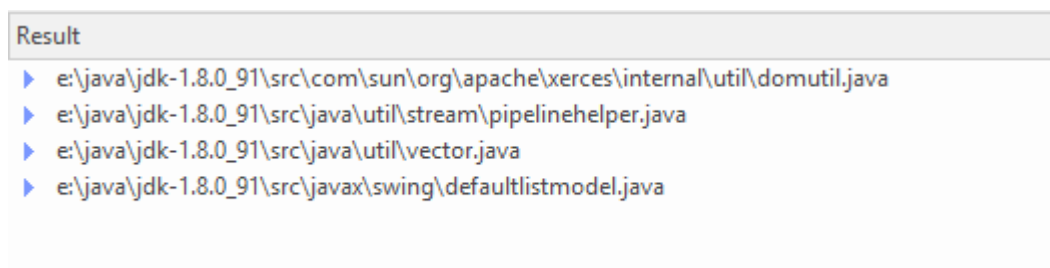 Result
e:\java\jdk-1.8.0_91\src\com\sun\org\apache\xerces\internal\util\domutil.java
e:\java\jdk-1.8.0_91\src\java\util\stream\pipelinehelper.java
e:\java\jdk-1.8.0_91\src\java\util\vector.java
e:\java\jdk-1.8.0_91\src\javax\swing\defaultlistmodel.java